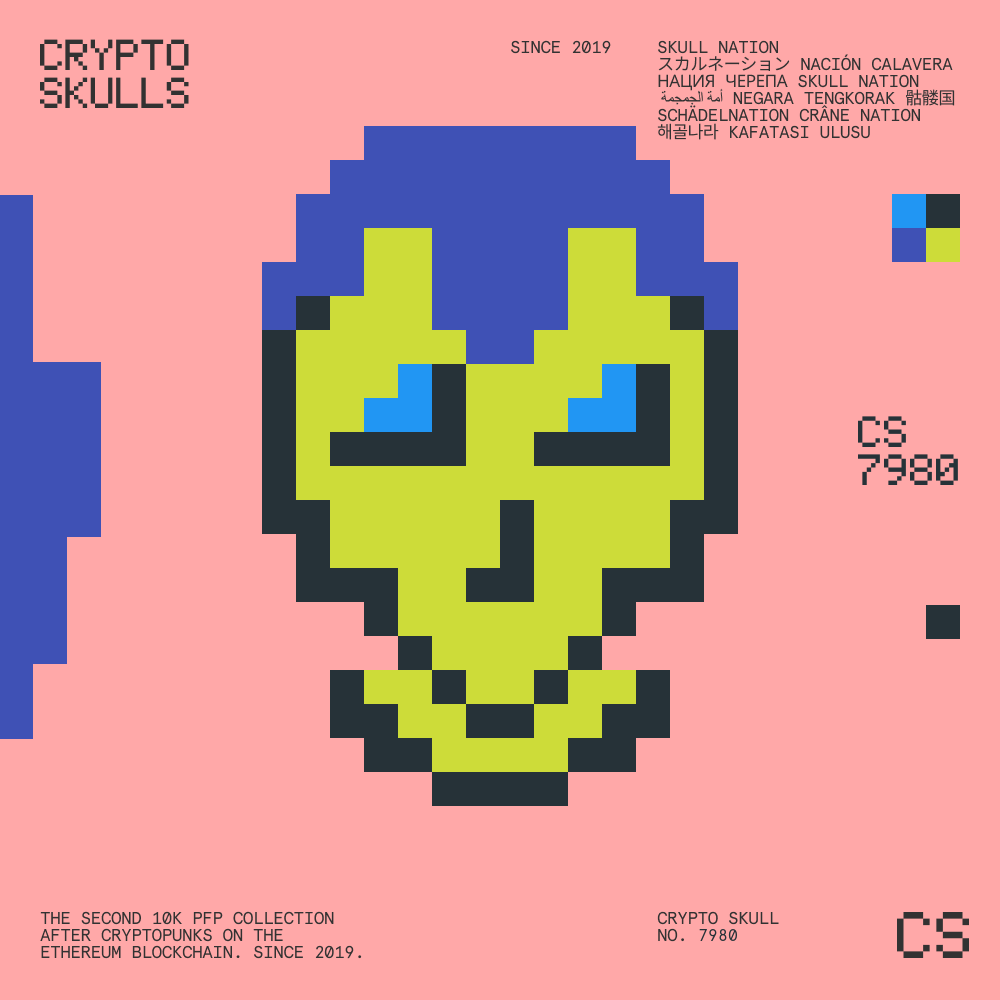 CRYPTO
SKULLS
SINCE 2019
SKULL NATION
スカルネーション NACIÓN CALAVERA
НАЦИЯ ЧЕРЕПА SKULL NATION
أمة الجمجمة NEGARA TENGKORAK 骷髅国
SCHÄDELNATION CRÂNE NATION
해골나라 KAFATASI ULUSU
CS
7980
THE SECOND 10K PFP COLLECTION
AFTER CRYPTOPUNKS ON THE
ETHEREUM BLOCKCHAIN. SINCE 2019.
CRYPTO SKULL
NO. 7980
CS